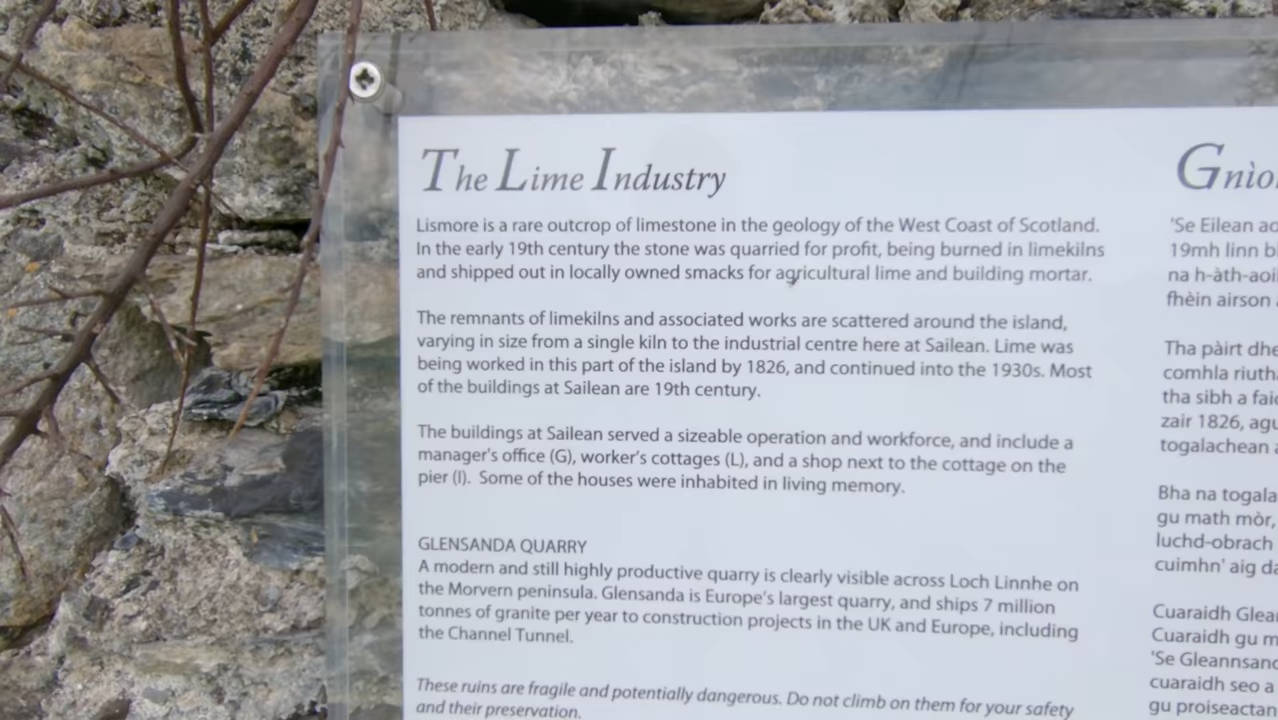 The Lime Industry
Lismore is a rare outcrop of limestone in the geology of the West Coast of Scotland.
In the early 19th century the stone was quarried for profit, being burned in limekilns
and shipped out in locally owned smacks for agricultural lime and building mortar.
The remnants of limekilns and associated works are scattered around the island,
varying in size from a single kiln to the industrial centre here at Sailean. Lime was
being worked in this part of the island by 1826, and continued into the 1930s. Most
of the buildings at Sailean are 19th century.
The buildings at Sailean served a sizeable operation and workforce, and include a
manager's office (G), worker's cottages (L), and a shop next to the cottage on the
pier (I). Some of the houses were inhabited in living memory.
GLENSANDA QUARRY
A modern and still highly productive quarry is clearly visible across Loch Linnhe on
the Morvern peninsula. Glensanda is Europe's largest quarry, and ships 7 million
tonnes of granite per year to construction projects in the UK and Europe, including
the Channel Tunnel.
These ruins are fragile and potentially dangerous. Do not climb on them for your safety
and their preservation.
'Se Eilean
19mh linn
na h-àth-
fhèin airson
Tha pàirt dhe
comhla
tha sibh a
zair 1826,
togalachean
Bha na
gu math mòr,
luchd-obrach
cuimhn' aig
Cuaraidh
Cuaraidh gu
'Se
cuaraidh seo a
gu